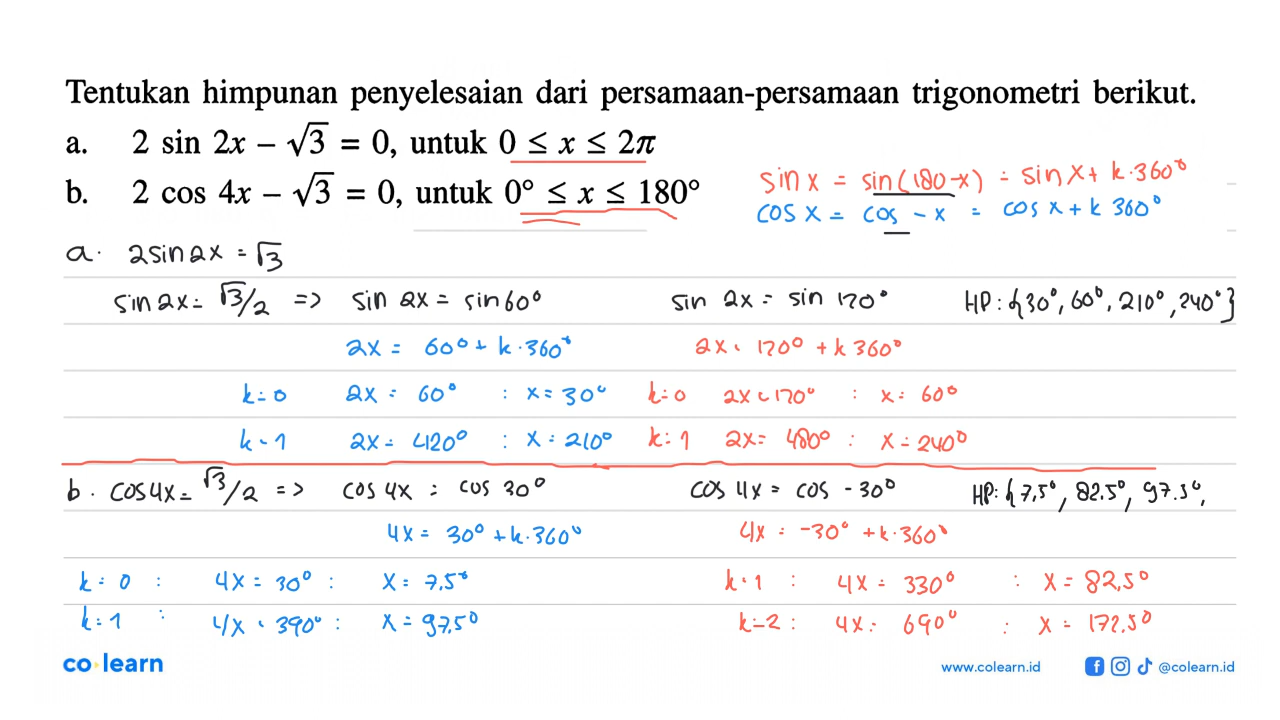 Tentukan himpunan penyelesaian dari persamaan-persamaan trigonometri berikut.
a. 2 sin 2x – √3 = 0, untuk 0 ≤ x ≤ 2π
b. 2 cos 4x – √3 = 0, untuk 0° ≤ x ≤ 180°
sin x = sin(180-x) = sin x + k.360°
cos x = cos -x = cos x + k 360°
a. 2 sin 2x = √3
sin 2x = √3/2 => sin 2x = sin 60° sin 2x = sin 120° HP: {30°, 60°, 210°, 240°}
2x = 60° + k.360° 2x = 120° + k 360°
k=0 2x = 60° : x = 30° k=0 2x = 120° : x = 60°
k=1 2x = 420° : x = 210° k=1 2x = 480° : x = 240°
b. cos 4x = √3/2 => cos 4x = cos 30° cos 4x = cos -30° HP: {7,5°, 82.5°, 97.5°,
4x = 30° + k.360° 4x = -30° + k.360°
k=0 : 4x = 30° : x = 7,5° k=1 : 4x = 330° : x = 82,5°
k=1 : 4x = 390° : x = 97,5° k=2 : 4x = 690° : x = 172,5°
co learn www.colearn.id @colearn.id